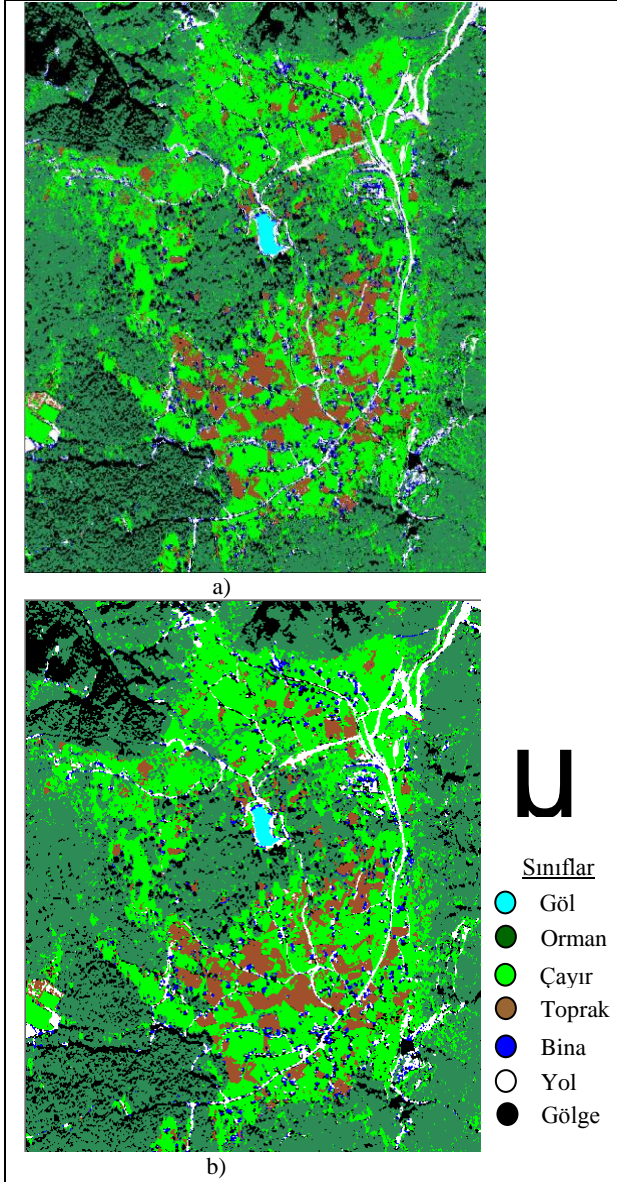 a)
µ
Sınıflar
Göl
Orman
Çayır
Toprak
Bina
Yol
Gölge
b)